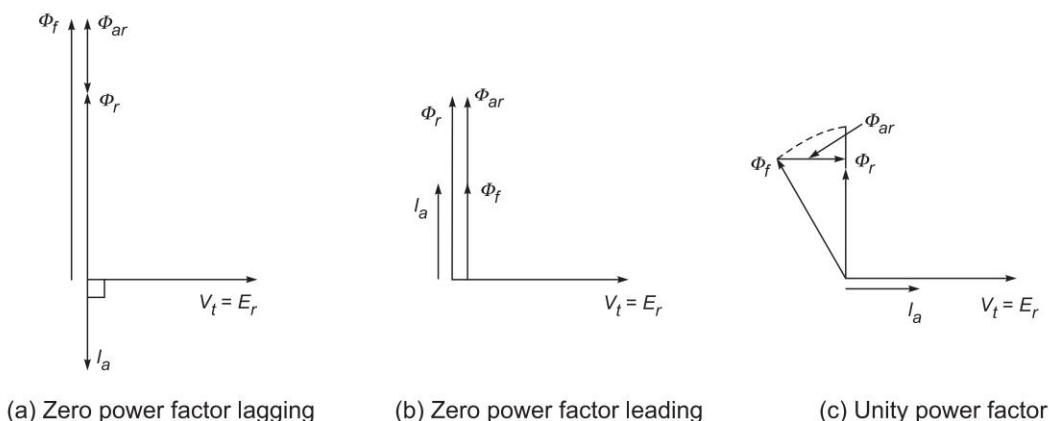 Φf Φar
Φr
Ia
Vt = Er
(a) Zero power factor lagging
Φr Φar
Φf
Ia
Vt = Er
(b) Zero power factor leading
Φar
Φf Φr
Ia Vt = Er
(c) Unity power factor